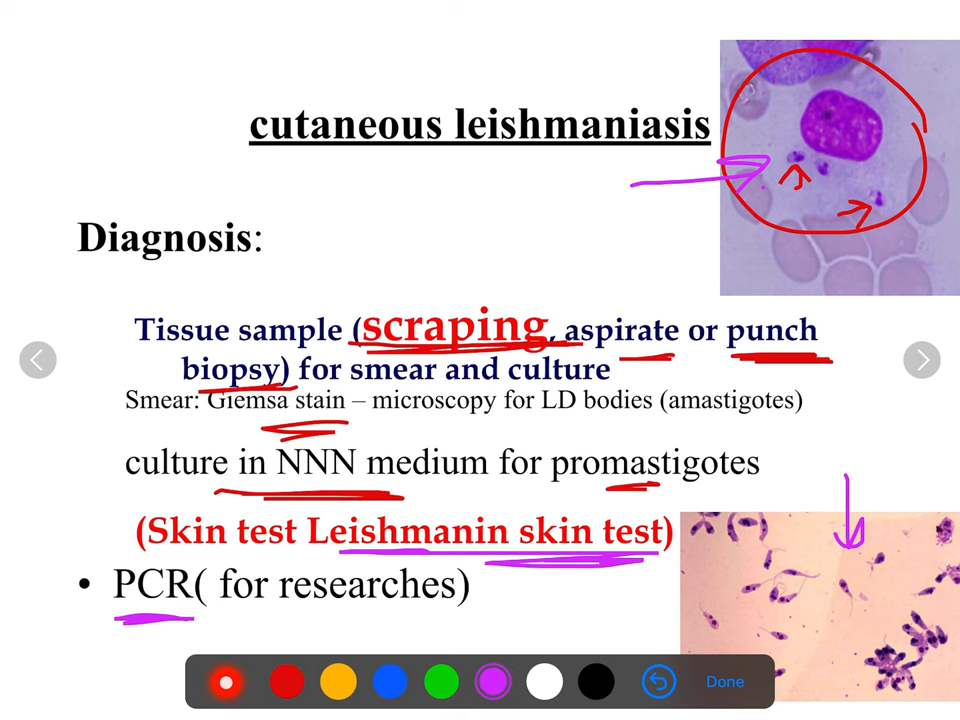 cutaneous leishmaniasis
Diagnosis:
Tissue sample (scraping, aspirate or punch
biopsy) for smear and culture
Smear: Giemsa stain – microscopy for LD bodies (amastigotes)
culture in NNN medium for promastigotes
(Skin test Leishmanin skin test)
• PCR( for researches)
Done